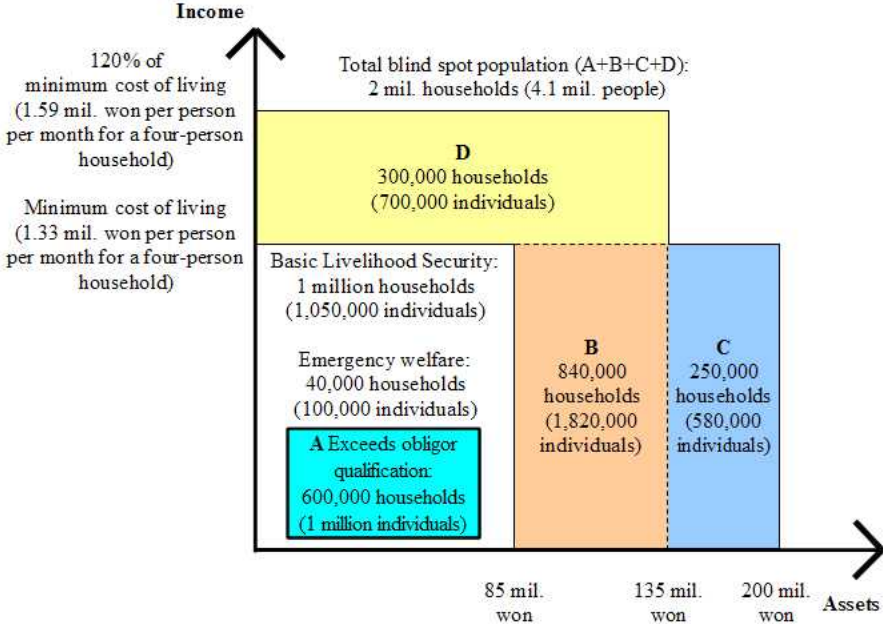 Income
120% of
minimum cost of living
(1.59 mil. won per person
per month for a four-person
household)
Total blind spot population (A+B+C+D):
2 mil. households (4.1 mil. people)
D
300,000 households
(700,000 individuals)
Minimum cost of living
(1.33 mil. won per person
per month for a four-person
household)
Basic Livelihood Security:
1 million households
(1,050,000 individuals)
Emergency welfare:
40,000 households
(100,000 individuals)
A Exceeds obligor
qualification:
600,000 households
(1 million individuals)
B
840,000
households
(1,820,000
individuals)
C
250,000
households
(580,000
individuals)
85 mil.
won
135 mil.
won
200 mil.
won
Assets